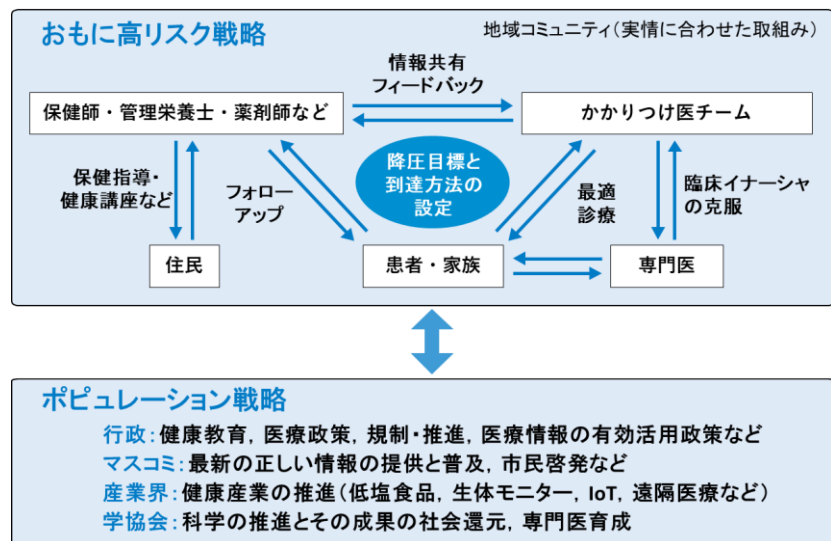 おもに高リスク戦略
地域コミュニティ（実情に合わせた取組み）
情報共有
フィードバック
保健師・管理栄養士・薬剤師など
かかりつけ医チーム
降圧目標と
到達方法の
設定
保健指導・
健康講座など
フォロー
アップ
最適
診療
臨床イナーシャ
の克服
住民
患者・家族
専門医
ポピュレーション戦略
行政：健康教育，医療政策，規制・推進，医療情報の有効活用政策など
マスコミ：最新の正しい情報の提供と普及，市民啓発など
産業界：健康産業の推進（低塩食品，生体モニター，IoT，遠隔医療など）
学協会：科学の推進とその成果の社会還元，専門医育成